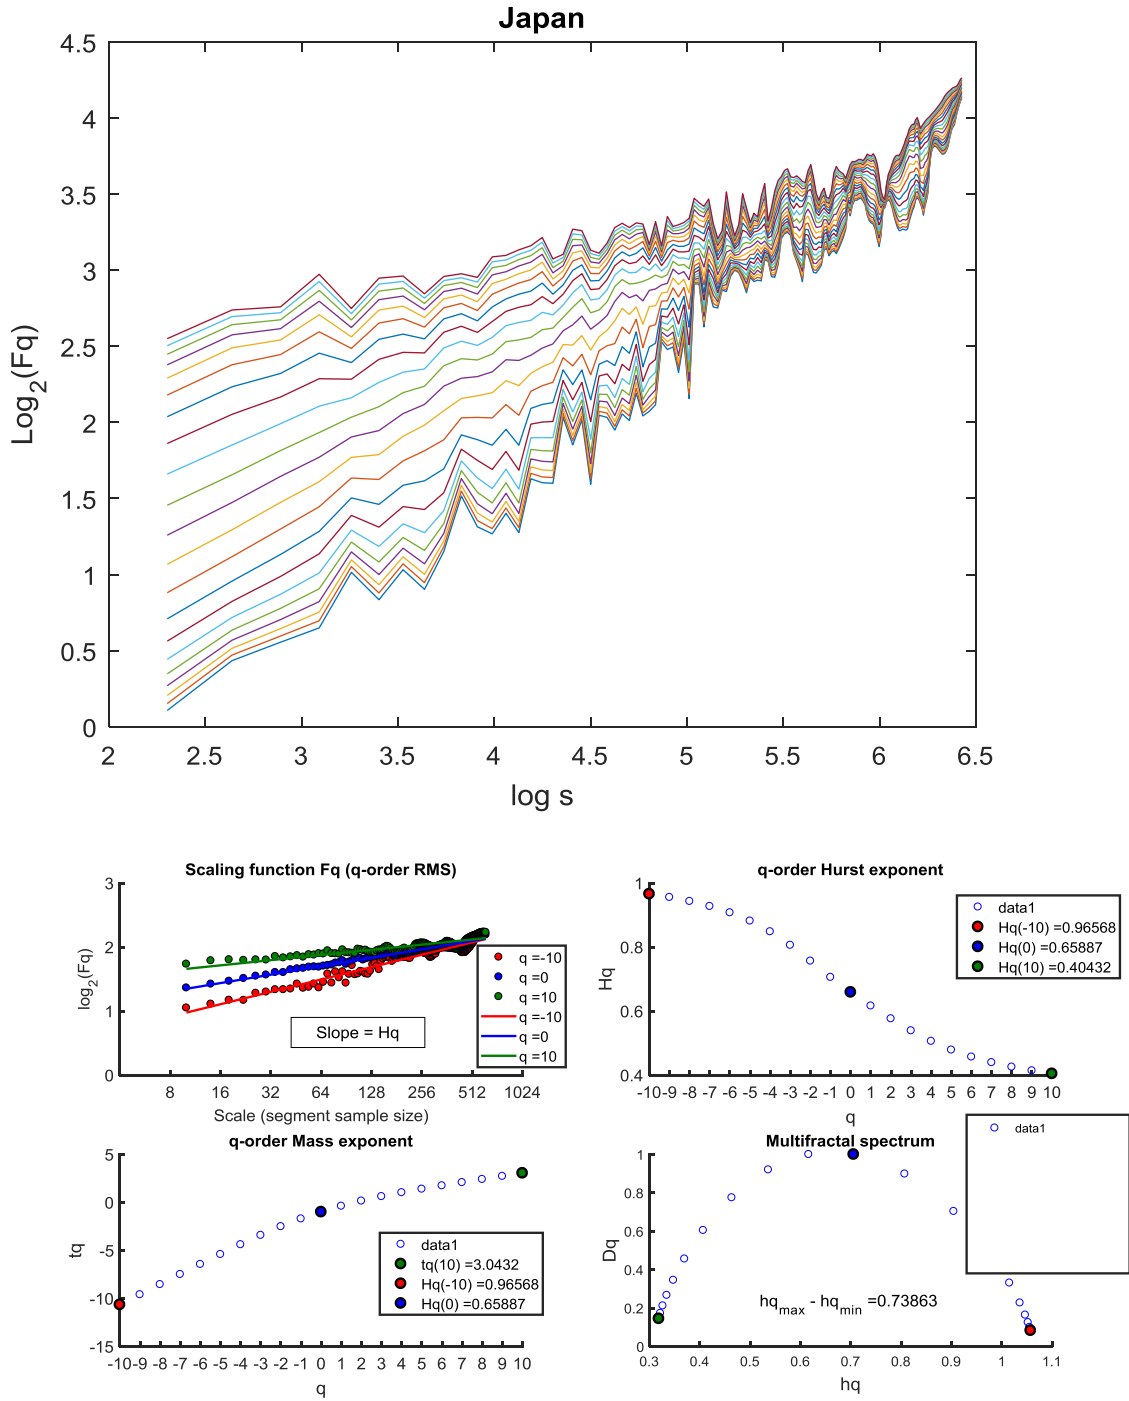 Japan
4.5
4
3.5
3
2.5
2
1.5
1
0.5
0
Log2(Fq)
2 2.5 3 3.5 4 4.5 5 5.5 6 6.5
log s
Scaling function Fq (q-order RMS)
3
2
1
0
log2(Fq)
q =-10
q =0
q =10
q =-10
q =0
q =10
Slope = Hq
8 16 32 64 128 256 512 1024
Scale (segment sample size)
q-order Hurst exponent
1
0.8
0.6
0.4
Hq
data1
Hq(-10) =0.96568
Hq(0) =0.65887
Hq(10) =0.40432
-10 -9 -8 -7 -6 -5 -4 -3 -2 -1 0 1 2 3 4 5 6 7 8 9 10
q
q-order Mass exponent
5
0
-5
-10
-15
tq
data1
tq(10) =3.0432
Hq(-10) =0.96568
Hq(0) =0.65887
-10 -9 -8 -7 -6 -5 -4 -3 -2 -1 0 1 2 3 4 5 6 7 8 9 10
q
Multifractal spectrum
1
0.8
0.6
0.4
0.2
0
Dq
data1
hqmax - hqmin =0.73863
0.3 0.4 0.5 0.6 0.7 0.8 0.9 1 1.1
hq